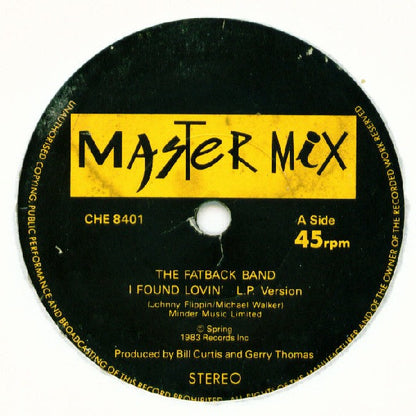 MASTER MIX
CHE 8401
A Side
45rpm
THE FATBACK BAND
I FOUND LOVIN' L.P. Version
(Johnny Flippin/Michael Walker)
Minder Music Limited
© Spring
1983 Records Inc
Produced by Bill Curtis and Gerry Thomas
STEREO
UNAUTHORISED COPYING, PUBLIC PERFORMANCE AND BROADCASTING OF THIS RECORD PROHIBITED. ALL RIGHTS OF THE MANUFACTURER AND OF THE OWNER OF THE RECORDED WORK RESERVED